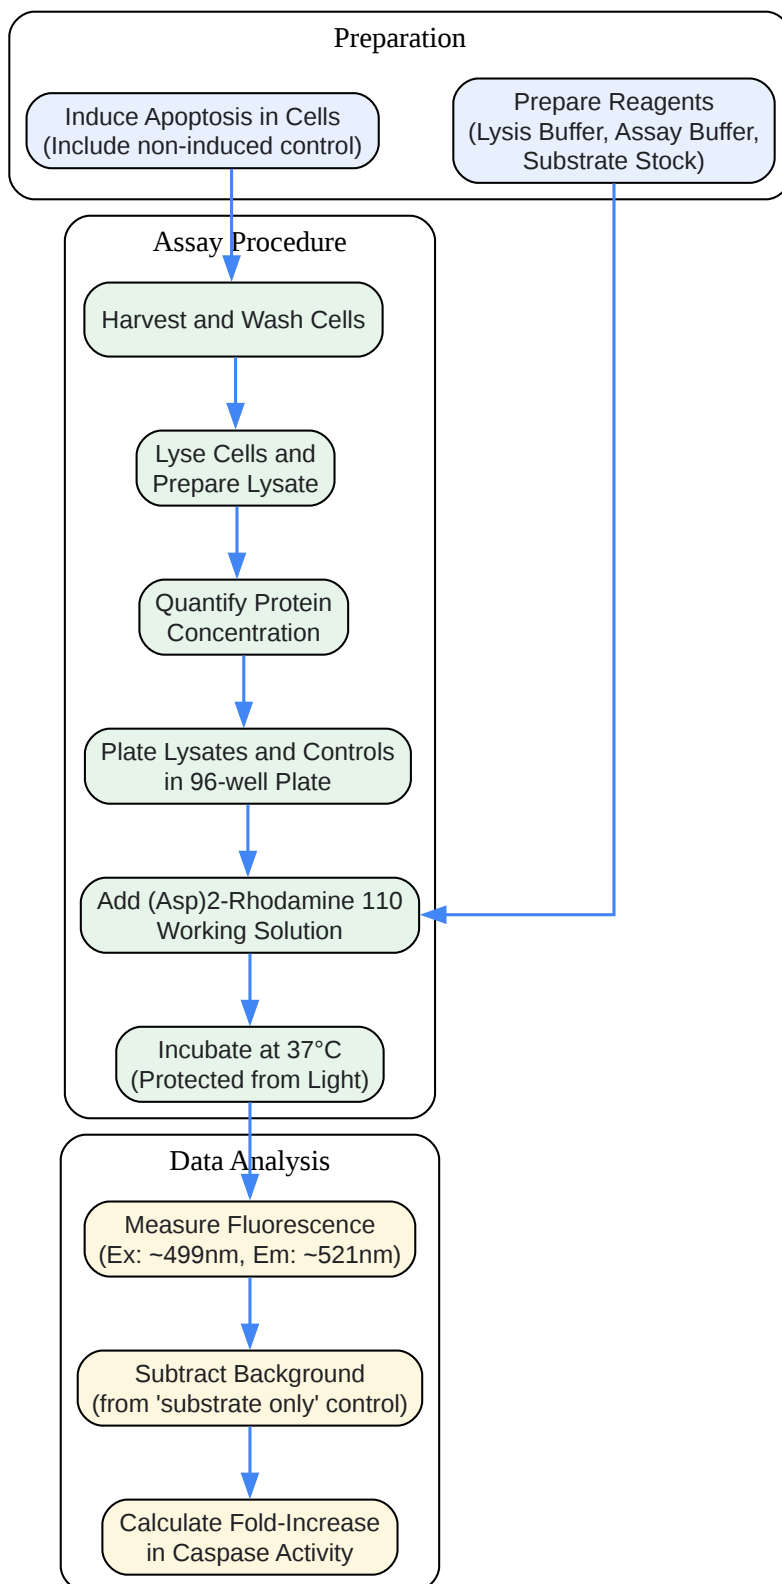 Preparation
Induce Apoptosis in Cells
(Include non-induced control)
Prepare Reagents
(Lysis Buffer, Assay Buffer,
Substrate Stock)
Assay Procedure
Harvest and Wash Cells
Lyse Cells and
Prepare Lysate
Quantify Protein
Concentration
Plate Lysates and Controls
in 96-well Plate
Add (Asp)2-Rhodamine 110
Working Solution
Incubate at 37°C
(Protected from Light)
Data Analysis
Measure Fluorescence
(Ex: ~499nm, Em: ~521nm)
Subtract Background
(from 'substrate only' control)
Calculate Fold-Increase
in Caspase Activity